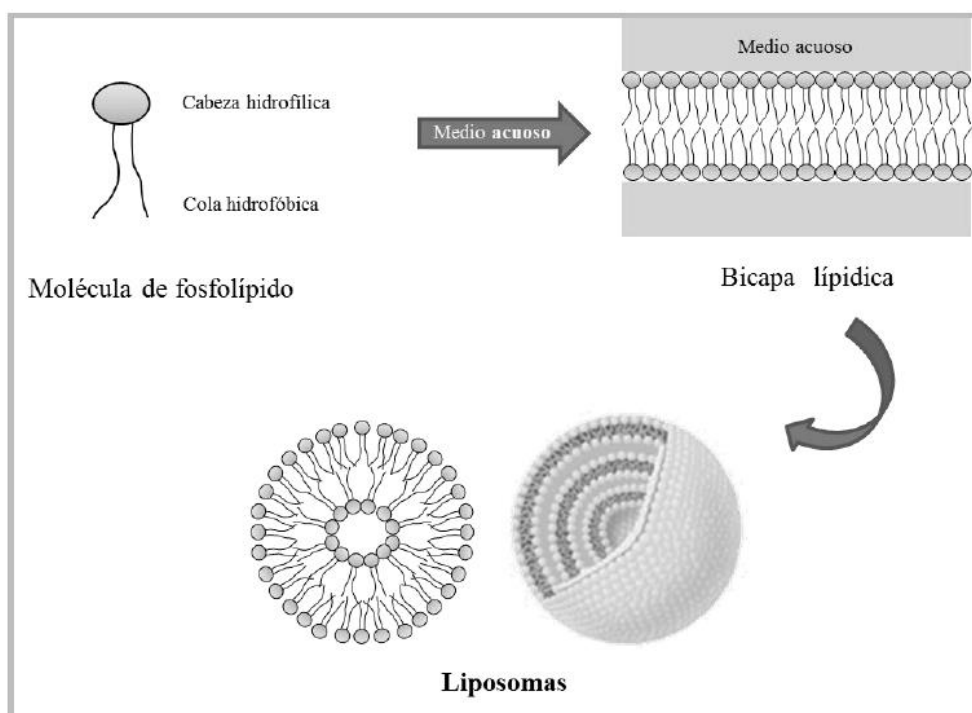 Medio acuoso
Cabeza hidrofílica
Medio acuoso
Cola hidrofóbica
Molécula de fosfolípido
Bicapa lípidica
Liposomas